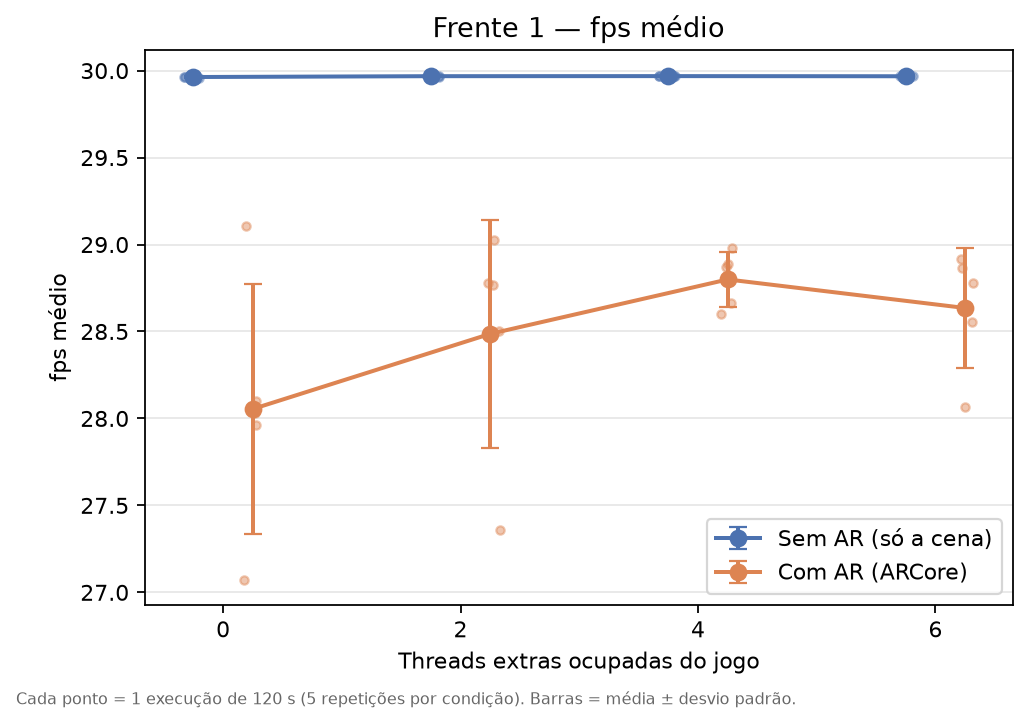 Frente 1 — fps médio
30.0
29.5
29.0
28.5
28.0
27.5
27.0
fps médio
Sem AR (só a cena)
Com AR (ARCore)
0 2 4 6
Threads extras ocupadas do jogo
Cada ponto = 1 execução de 120 s (5 repetições por condição). Barras = média ± desvio padrão.